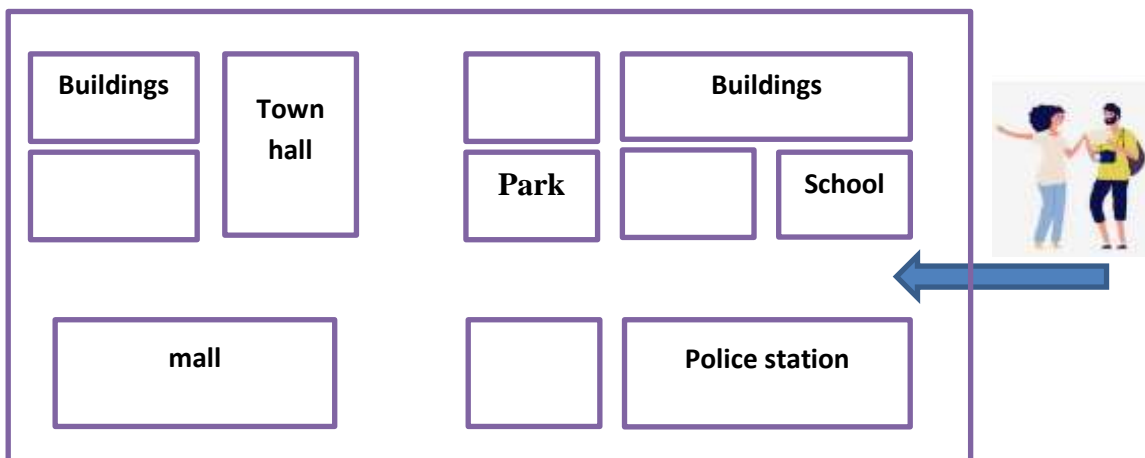 Buildings
Town
hall
Buildings
Park
School
mall
Police station